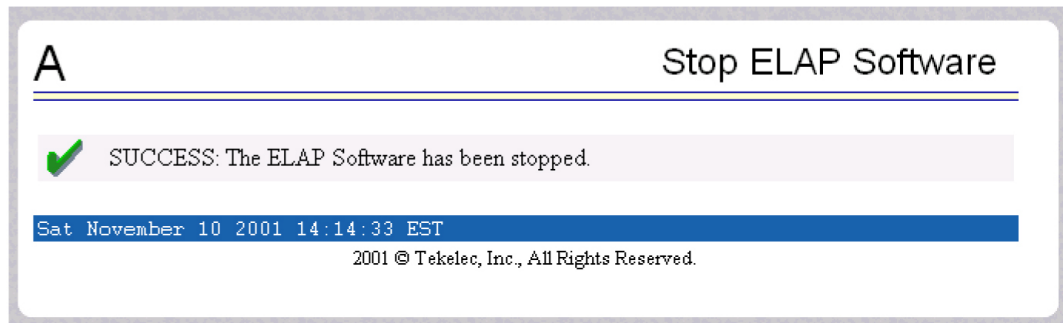 A
Stop ELAP Software
SUCCESS: The ELAP Software has been stopped.
Sat November 10 2001 14:14:33 EST
2001 © Tekelec, Inc., All Rights Reserved.